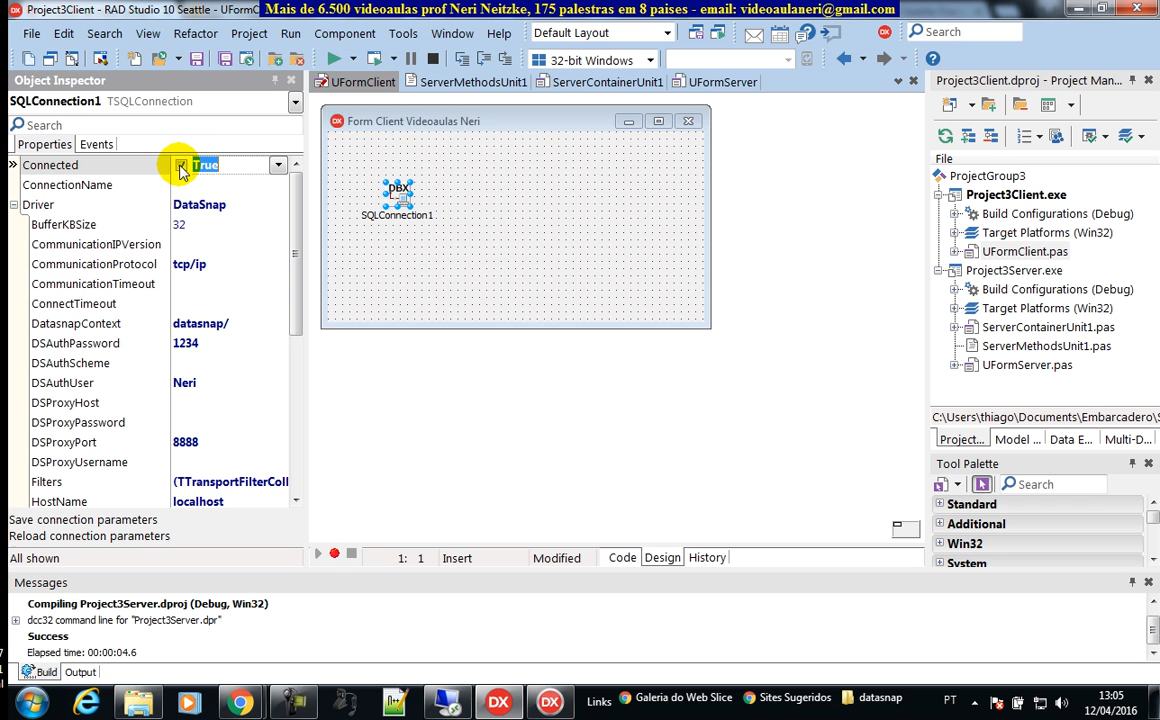 RAD Studio 10 Seattle - UFormC
Mais de 6.500 videoaulas prof Neri Neitzke, 175 palestras em 8 paises - email: videoaulaneri@gmail.com
File Edit Search View Refactor Project Run Component Tools Window Help
Default Layout
Search
32-bit Windows
Object Inspector
SQLConnection1 TSQLConnection
Search
Properties Events
Connected True
ConnectionName
Driver DataSnap
BufferKBSize 32
CommunicationIPVersion
CommunicationProtocol tcp/ip
CommunicationTimeout
ConnectTimeout
DatasnapContext datasnap/
DSAuthPassword 1234
DSAuthScheme
DSAuthUser Neri
DSProxyHost
DSProxyPassword
DSProxyPort 8888
DSProxyUsername
Filters (TTransportFilterColl
HostName localhost
Save connection parameters
Reload connection parameters
All shown
UFormClient ServerMethodsUnit1 ServerContainerUnit1 UFormServer
DX Form Client Videoaulas Neri
DBX
SQLConnection1
1: 1 Insert Modified Code Design History
Project3Client.dproj - Project Man...
File
ProjectGroup3
Project3Client.exe
Build Configurations (Debug)
Target Platforms (Win32)
UFormClient.pas
Project3Server.exe
Build Configurations (Debug)
Target Platforms (Win32)
ServerContainerUnit1.pas
ServerMethodsUnit1.pas
UFormServer.pas
C:\Users\thiago\Documents\Embarcadero\S
Project... Model ... Data E... Multi-D...
Tool Palette
Search
Standard
Additional
Win32
System
Messages
Compiling Project3Server.dproj (Debug, Win32)
dcc32 command line for "Project3Server.dpr"
Success
Elapsed time: 00:00:04.6
Build Output
DX DX Links Galeria do Web Slice Sites Sugeridos datasnap PT
13:05
12/04/2016